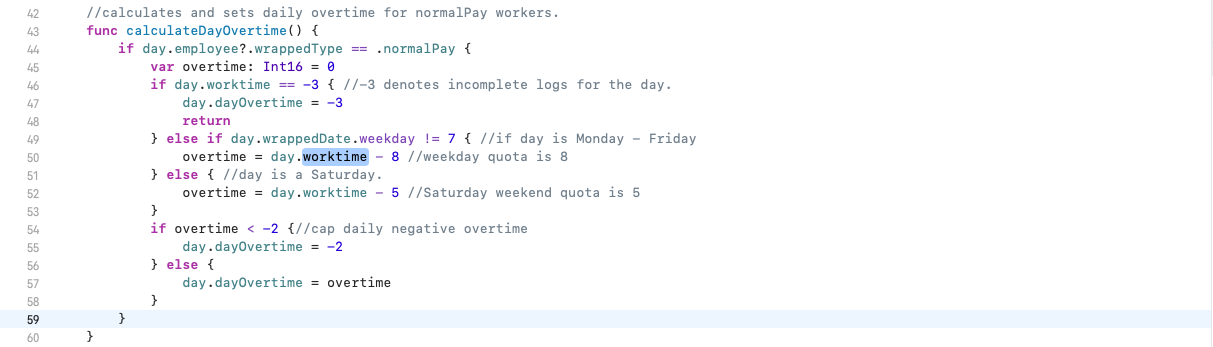 42 //calculates and sets daily overtime for normalPay workers.
43 func calculateDayOvertime() {
44 if day.employee?.wrappedType == .normalPay {
45 var overtime: Int16 = 0
46 if day.worktime == -3 { //-3 denotes incomplete logs for the day.
47 day.dayOvertime = -3
48 return
49 } else if day.wrappedDate.weekday != 7 { //if day is Monday - Friday
50 overtime = day.worktime - 8 //weekday quota is 8
51 } else { //day is a Saturday.
52 overtime = day.worktime - 5 //Saturday weekend quota is 5
53 }
54 if overtime < -2 {//cap daily negative overtime
55 day.dayOvertime = -2
56 } else {
57 day.dayOvertime = overtime
58 }
59 }
60 }